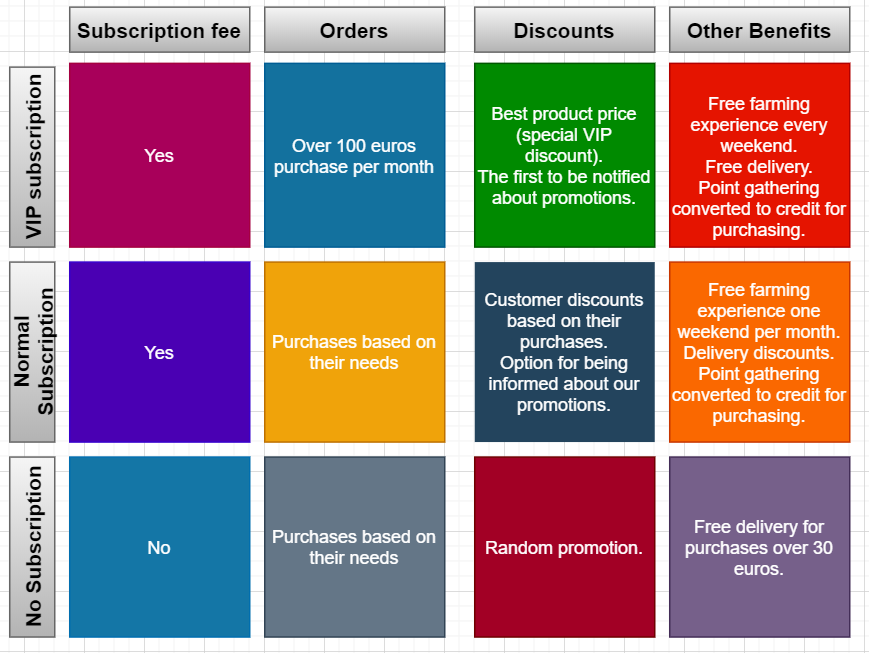 Subscription fee
Orders
Discounts
Other Benefits
VIP subscription
Yes
Over 100 euros
purchase per month
Best product price
(special VIP
discount).
The first to be notified
about promotions.
Free farming
experience every
weekend.
Free delivery.
Point gathering
converted to credit for
purchasing.
Normal
Subscription
Yes
Purchases based on
their needs
Customer discounts
based on their
purchases.
Option for being
informed about our
promotions.
Free farming
experience one
weekend per month.
Delivery discounts.
Point gathering
converted to credit for
purchasing.
No Subscription
No
Purchases based on
their needs
Random promotion.
Free delivery for
purchases over 30
euros.